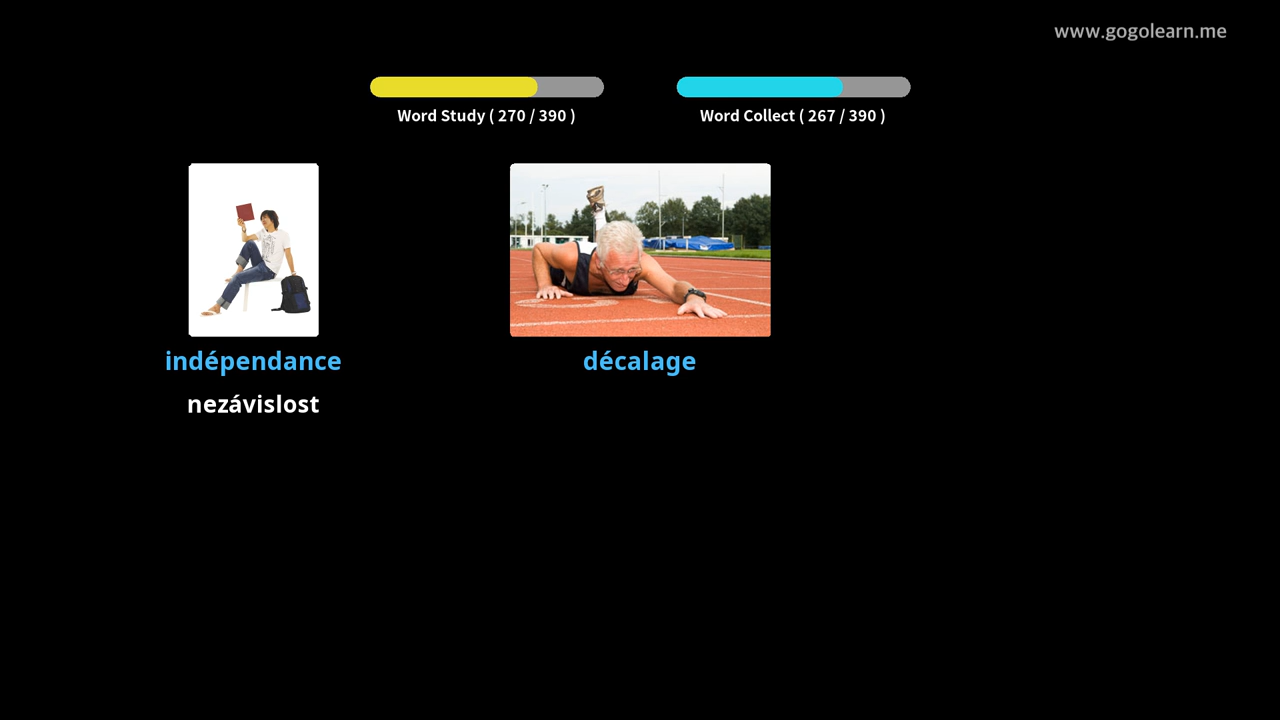 www.gogolearn.me
Word Study ( 270 / 390 )
Word Collect ( 267 / 390 )
indépendance
décalage
nezávislost